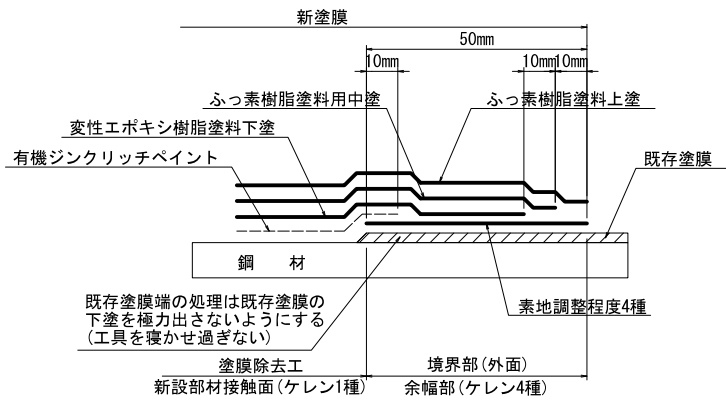 新塗膜
50mm
10mm
10mm
10mm
ふっ素樹脂塗料用中塗
ふっ素樹脂塗料上塗
変性エポキシ樹脂塗料下塗
有機ジンクリッチペイント
既存塗膜
鋼 材
既存塗膜端の処理は既存塗膜の
下塗を極力出さないようにする
(工具を寝かせ過ぎない)
素地調整程度4種
塗膜除去工
境界部(外面)
新設部材接触面(ケレン1種)
余幅部(ケレン4種)